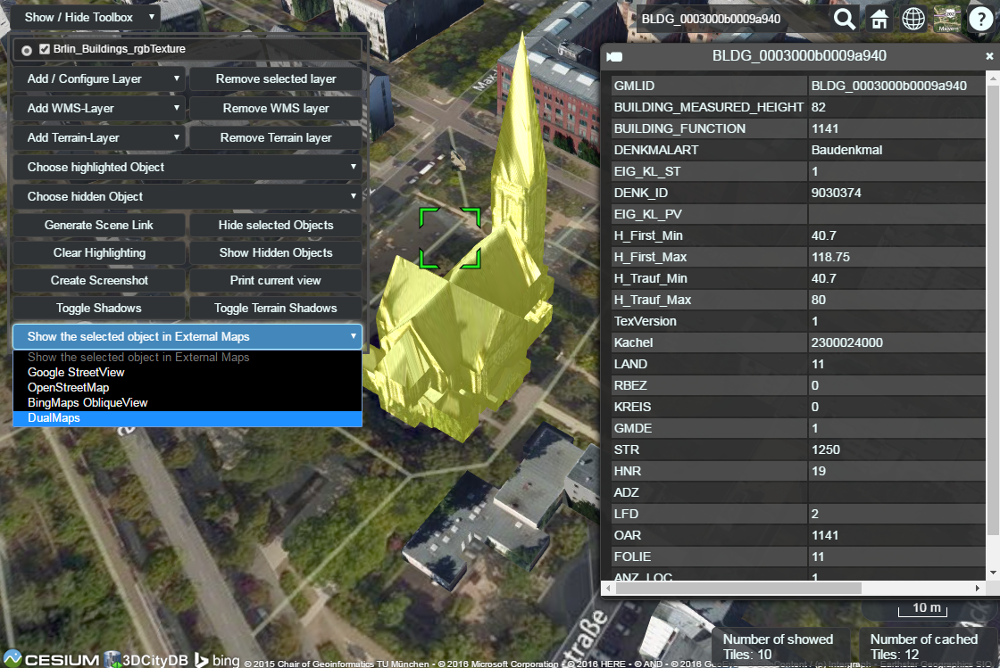 Show / Hide Toolbox
Brlin_Buildings_rgbTexture
Add / Configure Layer
Remove selected layer
Add WMS-Layer
Remove WMS layer
Add Terrain-Layer
Remove Terrain layer
Choose highlighted Object
Choose hidden Object
Generate Scene Link
Hide selected Objects
Clear Highlighting
Show Hidden Objects
Create Screenshot
Print current view
Toggle Shadows
Toggle Terrain Shadows
Show the selected object in External Maps
Show the selected object in External Maps
Google StreetView
OpenStreetMap
BingMaps ObliqueView
DualMaps
BLDG_0003000b0009a940
?
BLDG_0003000b0009a940
GMLID BLDG_0003000b0009a940
BUILDING_MEASURED_HEIGHT 82
BUILDING_FUNCTION 1141
DENKMALART Baudenkmal
EIG_KL_ST 1
DENK_ID 9030374
EIG_KL_PV
H_First_Min 40.7
H_First_Max 118.75
H_Trauf_Min 40.7
H_Trauf_Max 80
TexVersion 1
Kachel 2300024000
LAND 11
RBEZ 0
KREIS 0
GMDE 1
STR 1250
HNR 19
ADZ
LFD 2
OAR 1141
FOLIE 11
ANZ_LOC 1
10 m
Number of showed
Tiles: 10
Number of cached
Tiles: 12
Max
straße
CESIUM 3DCityDB bing © 2015 Chair of Geoinformatics TU München • © 2016 Microsoft Corporation • © 2016 HERE • © AND • © 2016